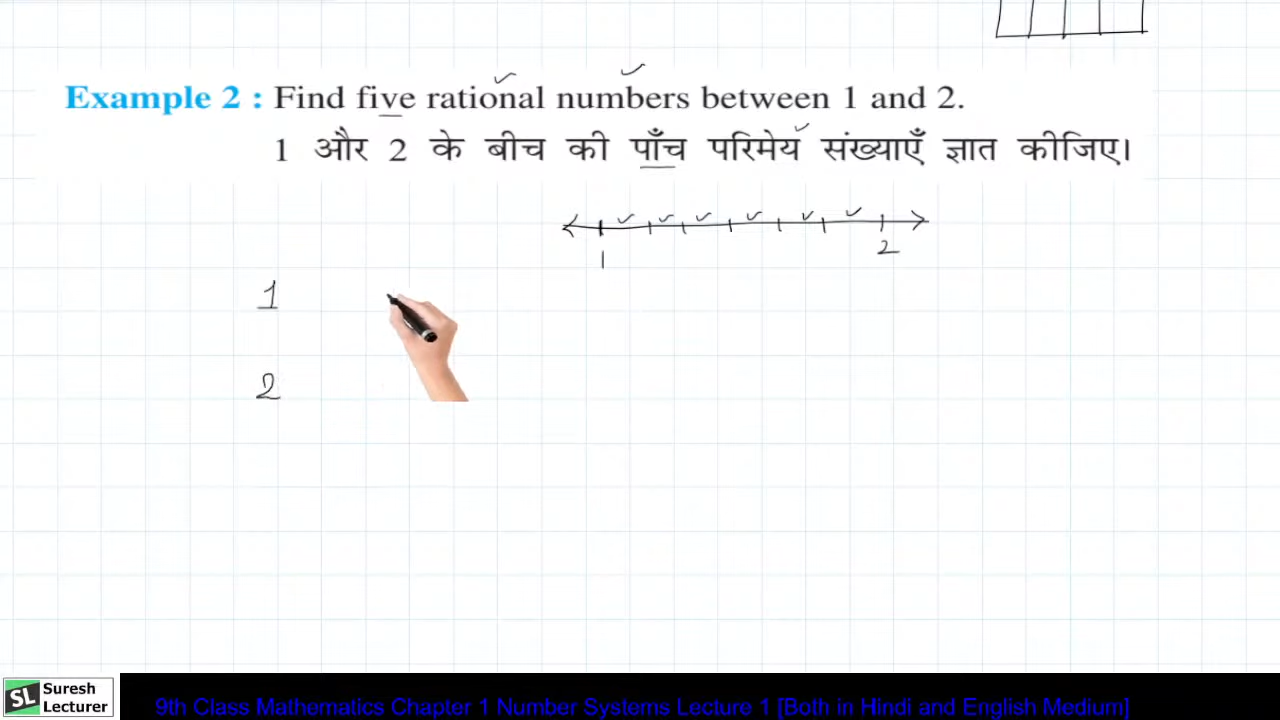 Example 2 : Find five rational numbers between 1 and 2.
1 और 2 के बीच की पाँच परिमेय संख्याएँ ज्ञात कीजिए।
1 2
1
2
SL Suresh Lecturer
9th Class Mathematics Chapter 1 Number Systems Lecture 1 [Both in Hindi and English Medium]